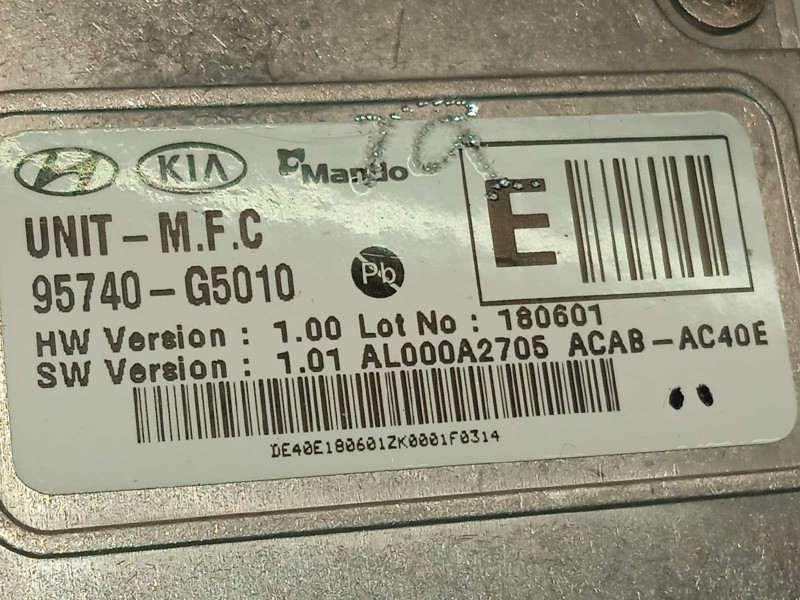 KIA
Mando
UNIT-M.F.C
95740-G5010
Pb
E
HW Version : 1.00 Lot No : 180601
SW Version : 1.01 AL000A2705 ACAB-AC40E
DE40E180601ZK0001F0314